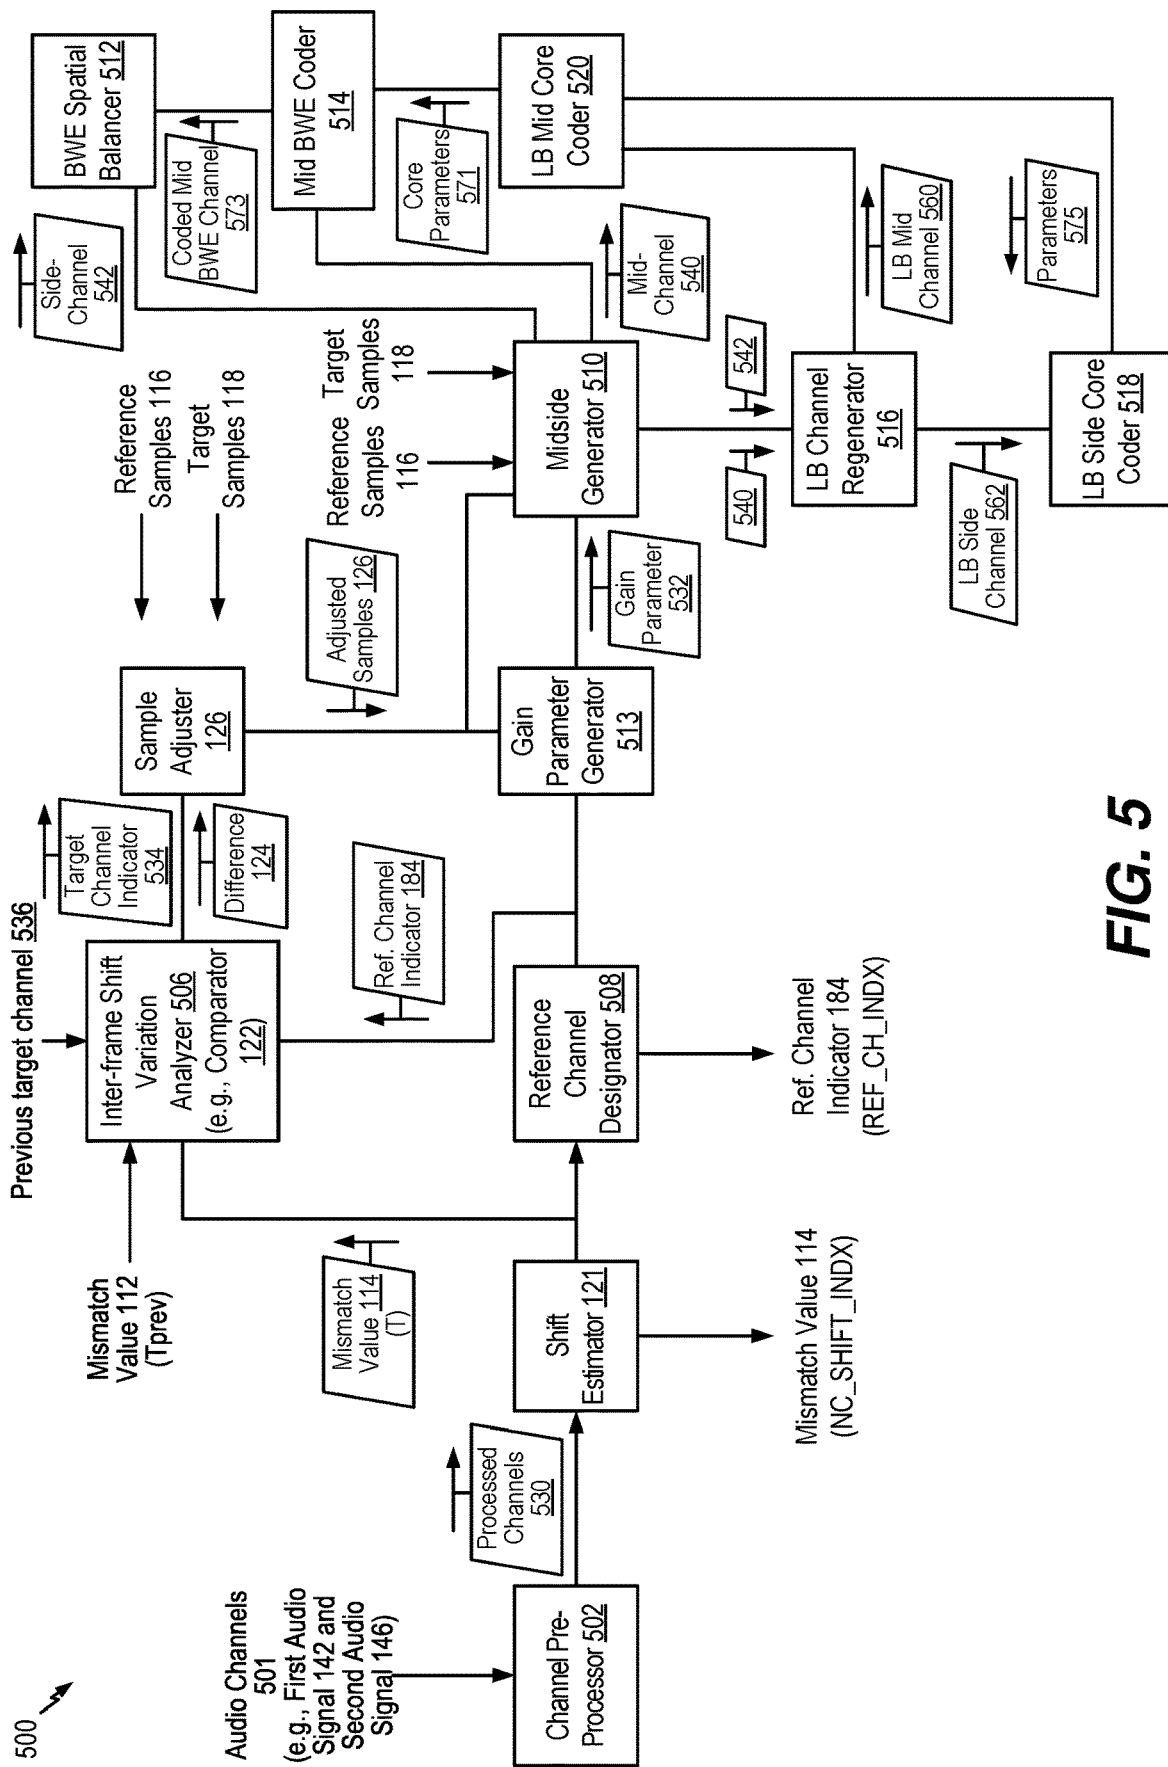 500
Audio Channels
501
(e.g., First Audio
Signal 142 and
Second Audio
Signal 146)
Channel Pre-
Processor 502
Processed
Channels
530
Shift
Estimator 121
Mismatch Value 114
(NC_SHIFT_INDX)
Mismatch
Value 114
(T)
Mismatch
Value 112
(Tprev)
Previous target channel 536
Inter-frame Shift
Variation
Analyzer 506
(e.g., Comparator
122)
Reference
Channel
Designator 508
Ref. Channel
Indicator 184
(REF_CH_INDX)
Ref. Channel
Indicator 184
Target
Channel
Indicator
534
Difference
124
Sample
Adjuster
126
Reference
Samples 116
Target
Samples 118
Adjusted
Samples 126
Gain
Parameter
Generator
513
Gain
Parameter
532
Reference
Samples
116
Target
Samples
118
Midside
Generator 510
Side-
Channel
542
Mid-
Channel
540
BWE Spatial
Balancer 512
Coded Mid
BWE Channel
573
Mid BWE Coder
514
Core
Parameters
571
LB Mid Core
Coder 520
540
542
LB Channel
Regenerator
516
LB Mid
Channel 560
LB Side
Channel 562
LB Side Core
Coder 518
Parameters
575
FIG. 5